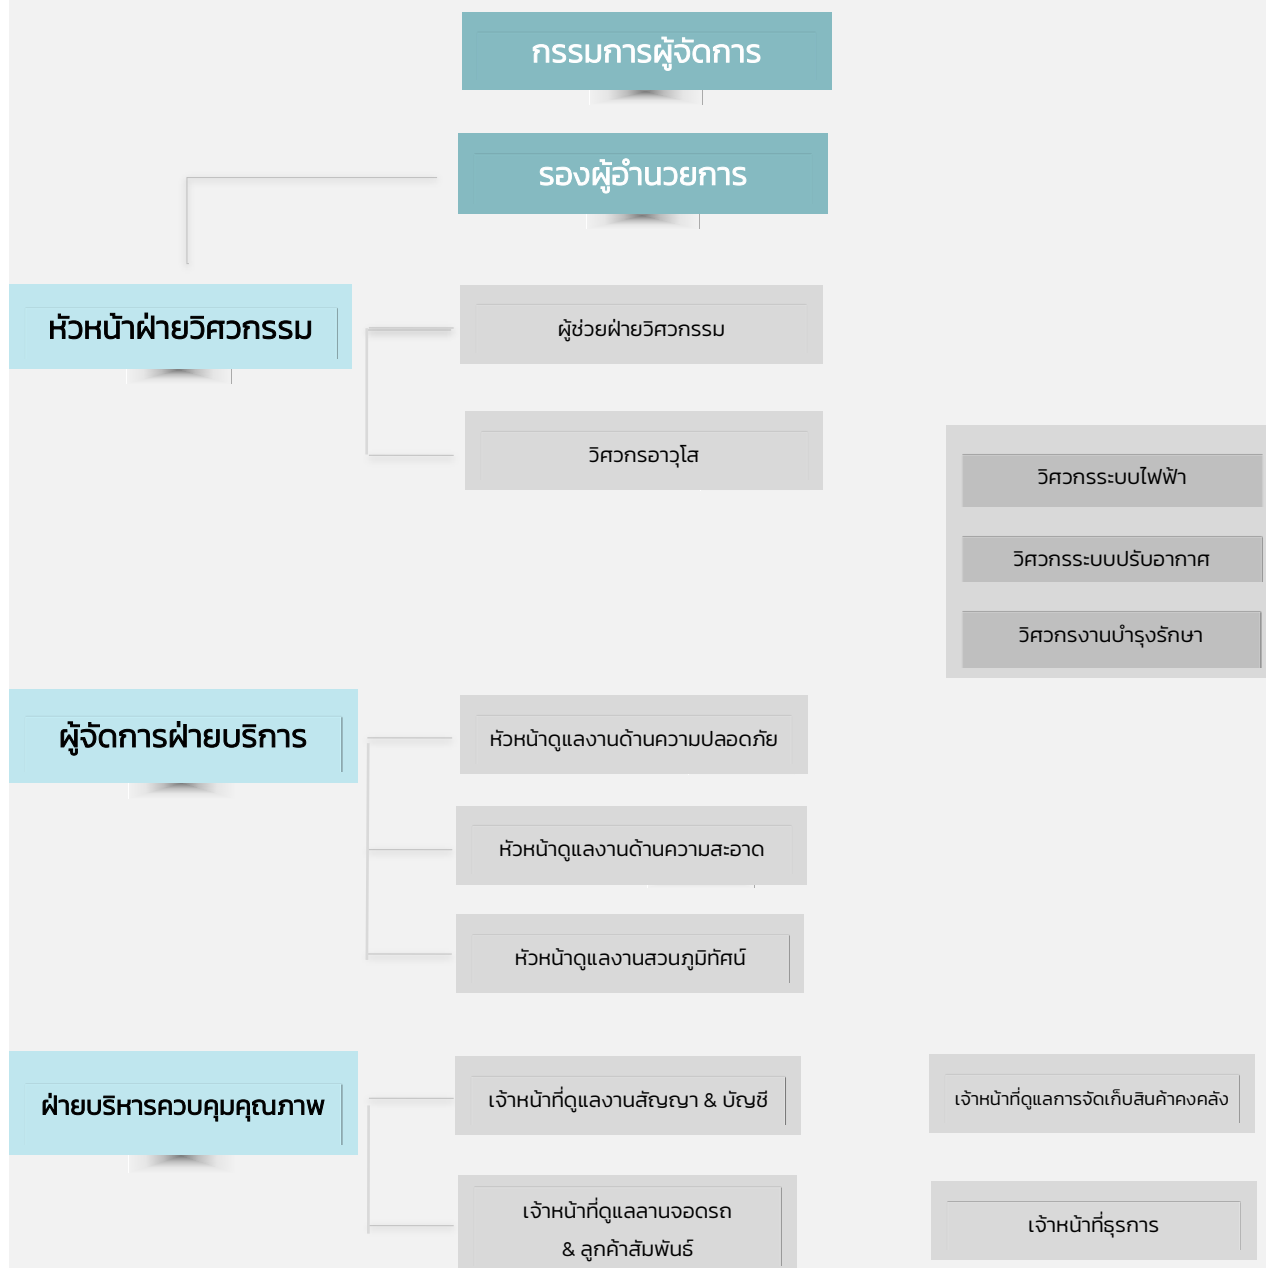 กรรมการผู้จัดการ
รองผู้อำนวยการ
หัวหน้าฝ่ายวิศวกรรม
ผู้ช่วยฝ่ายวิศวกรรม
วิศวกรอาวุโส
วิศวกรระบบไฟฟ้า
วิศวกรระบบปรับอากาศ
วิศวกรงานบำรุงรักษา
ผู้จัดการฝ่ายบริการ
หัวหน้าดูแลงานด้านความปลอดภัย
หัวหน้าดูแลงานด้านความสะอาด
หัวหน้าดูแลงานสวนภูมิทัศน์
ฝ่ายบริหารควบคุมคุณภาพ
เจ้าหน้าที่ดูแลงานสัญญา & บัญชี
เจ้าหน้าที่ดูแลการจัดเก็บสินค้าคงคลัง
เจ้าหน้าที่ดูแลลานจอดรถ
& ลูกค้าสัมพันธ์
เจ้าหน้าที่ธุรการ